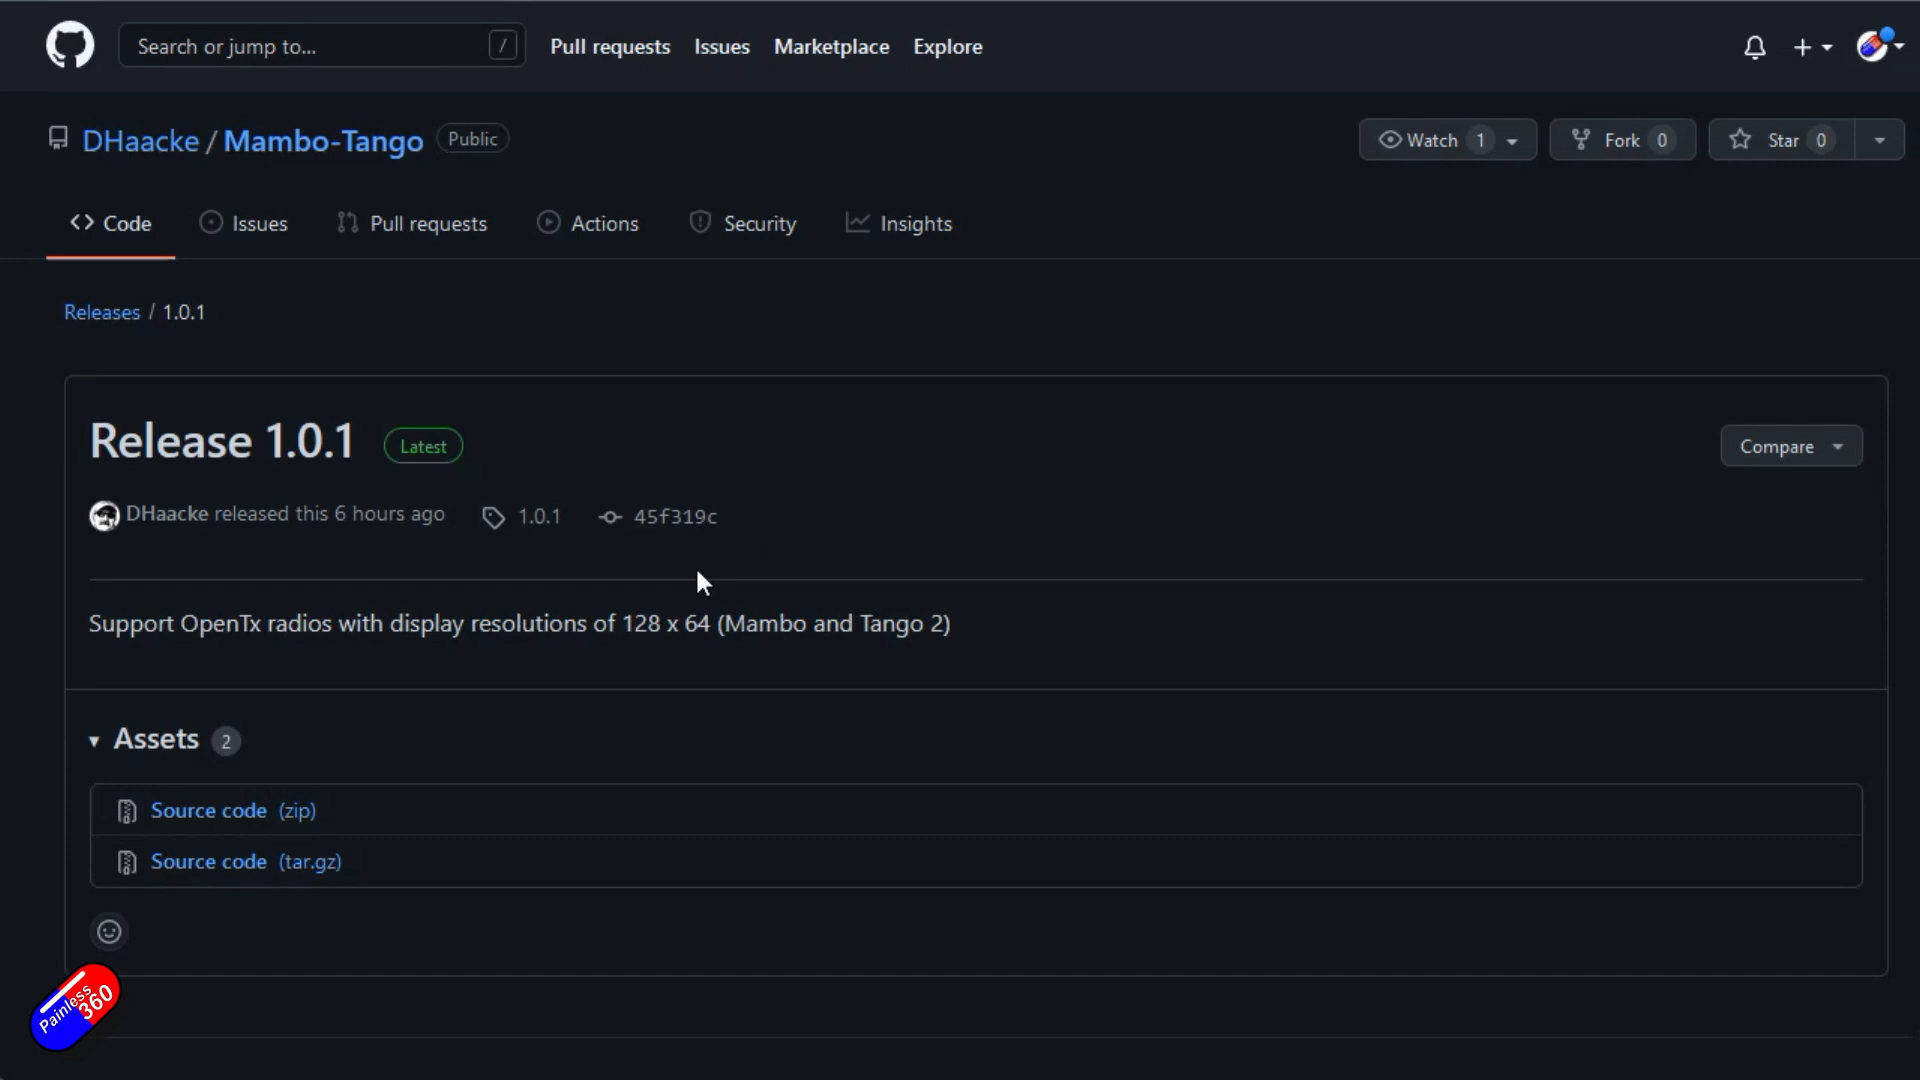 Search or jump to... /
Pull requests Issues Marketplace Explore
DHaacke / Mambo-Tango Public
Watch 1 Fork 0 Star 0
Code Issues Pull requests Actions Security Insights
Releases / 1.0.1
Release 1.0.1 Latest
Compare
DHaacke released this 6 hours ago 1.0.1 45f319c
Support OpenTx radios with display resolutions of 128 x 64 (Mambo and Tango 2)
Assets 2
Source code (zip)
Source code (tar.gz)
Painless
360